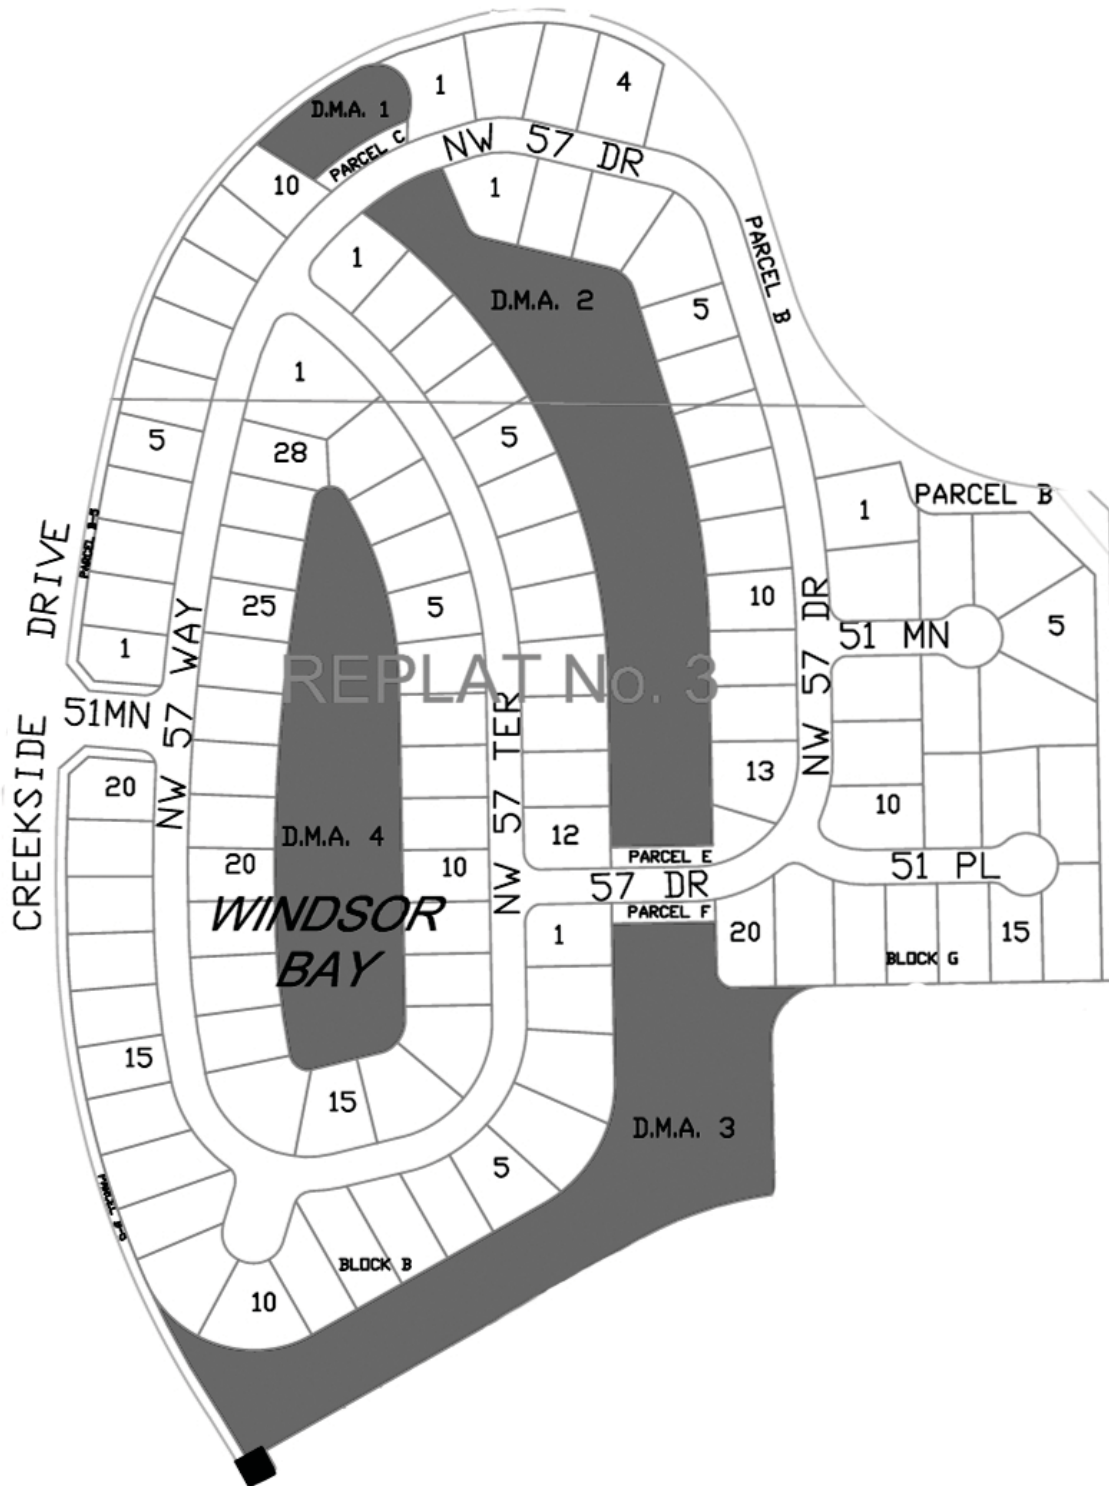 1
4
D.M.A. 1
PARCEL C
NW 57 DR
10
1
PARCEL B
1
D.M.A. 2
5
1
5
5
28
PARCEL B
1
DRIVE
25
5
10
NW 57 DR
51 MN
5
1
NW 57 WAY
REPLAT No. 3
51MN
NW 57 TER
CREEKSIDE
20
13
10
12
D.M.A. 4
20
10
PARCEL E
57 DR
51 PL
PARCEL F
WINDSOR
BAY
1
20
15
BLOCK G
15
15
D.M.A. 3
5
BLOCK B
10